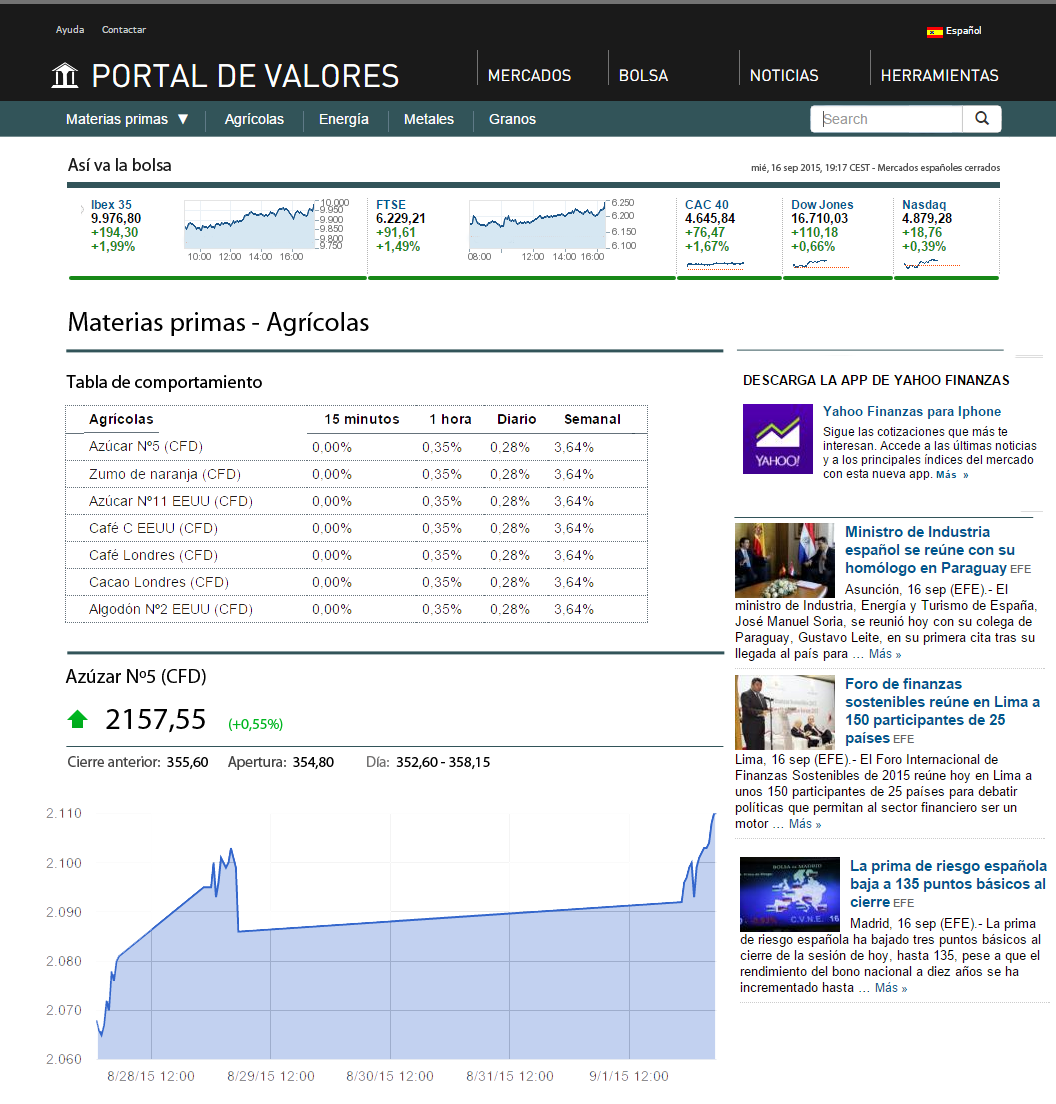 Ayuda Contactar Español
PORTAL DE VALORES MERCADOS BOLSA NOTICIAS HERRAMIENTAS
Materias primas ▼ Agrícolas Energía Metales Granos Search
Así va la bolsa mié, 16 sep 2015, 19:17 CEST - Mercados españoles cerrados
Ibex 35
9.976,80
+194,30
+1,99%
10.000
9.950
9.900
9.850
9.800
9.750
10:00 12:00 14:00 16:00
FTSE
6.229,21
+91,61
+1,49%
6.250
6.200
6.150
6.100
08:00 12:00 14:00 16:00
CAC 40
4.645,84
+76,47
+1,67%
Dow Jones
16.710,03
+110,18
+0,66%
Nasdaq
4.879,28
+18,76
+0,39%
Materias primas - Agrícolas
Tabla de comportamiento
Agrícolas 15 minutos 1 hora Diario Semanal
Azúcar Nº5 (CFD) 0,00% 0,35% 0,28% 3,64%
Zumo de naranja (CFD) 0,00% 0,35% 0,28% 3,64%
Azúcar Nº11 EEUU (CFD) 0,00% 0,35% 0,28% 3,64%
Café C EEUU (CFD) 0,00% 0,35% 0,28% 3,64%
Café Londres (CFD) 0,00% 0,35% 0,28% 3,64%
Cacao Londres (CFD) 0,00% 0,35% 0,28% 3,64%
Algodón Nº2 EEUU (CFD) 0,00% 0,35% 0,28% 3,64%
Azúzar Nº5 (CFD)
2157,55 (+0,55%)
Cierre anterior: 355,60 Apertura: 354,80 Día: 352,60 - 358,15
2.110
2.100
2.090
2.080
2.070
2.060
8/28/15 12:00 8/29/15 12:00 8/30/15 12:00 8/31/15 12:00 9/1/15 12:00
DESCARGA LA APP DE YAHOO FINANZAS
YAHOO!
Yahoo Finanzas para Iphone
Sigue las cotizaciones que más te
interesan. Accede a las últimas noticias
y a los principales índices del mercado
con esta nueva app. Más »
Ministro de Industria
español se reúne con su
homólogo en Paraguay EFE
Asunción, 16 sep (EFE).- El
ministro de Industria, Energía y Turismo de España,
José Manuel Soria, se reunió hoy con su colega de
Paraguay, Gustavo Leite, en su primera cita tras su
llegada al país para … Más »
Foro de finanzas
sostenibles reúne en Lima a
150 participantes de 25
países EFE
Lima, 16 sep (EFE).- El Foro Internacional de
Finanzas Sostenibles de 2015 reúne hoy en Lima a
unos 150 participantes de 25 países para debatir
políticas que permitan al sector financiero ser un
motor … Más »
BOLSA DE MADRID
C.V.N.E. 16
La prima de riesgo española
baja a 135 puntos básicos al
cierre EFE
Madrid, 16 sep (EFE).- La prima
de riesgo española ha bajado tres puntos básicos al
cierre de la sesión de hoy, hasta 135, pese a que el
rendimiento del bono nacional a diez años se ha
incrementado hasta … Más »